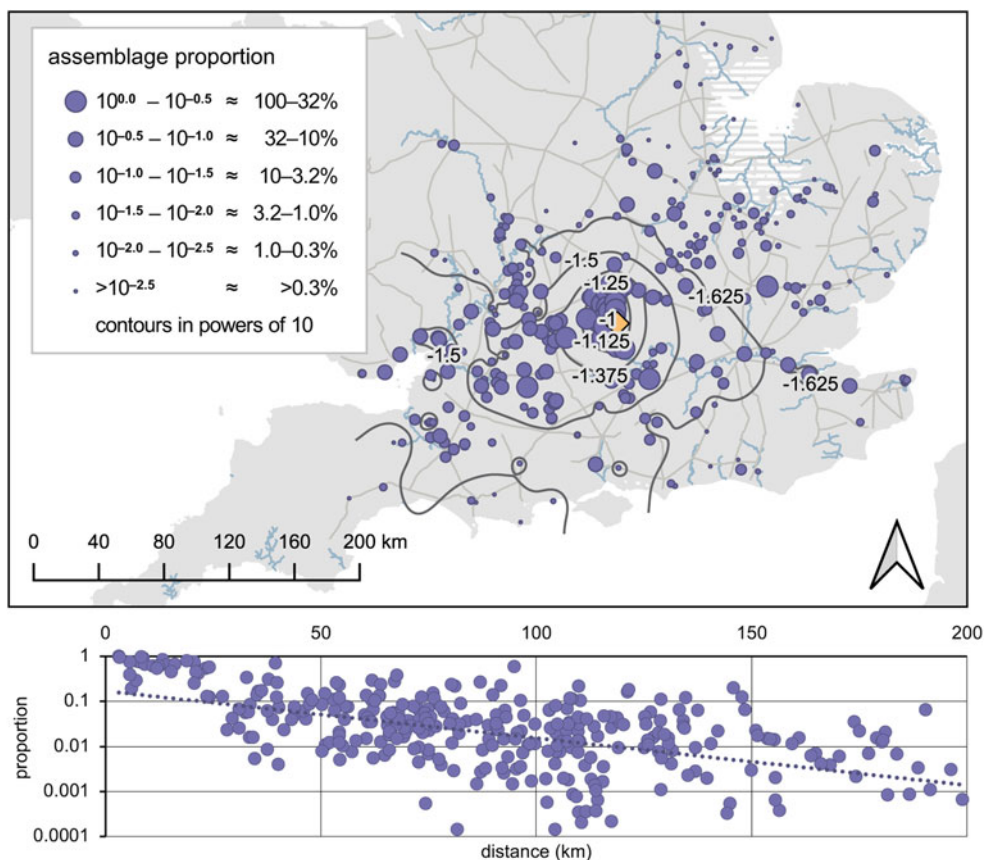 assemblage proportion
10^0.0 – 10^–0.5 ≈ 100–32%
10^–0.5 – 10^–1.0 ≈ 32–10%
10^–1.0 – 10^–1.5 ≈ 10–3.2%
10^–1.5 – 10^–2.0 ≈ 3.2–1.0%
10^–2.0 – 10^–2.5 ≈ 1.0–0.3%
>10^–2.5 ≈ >0.3%
contours in powers of 10
-1.5
-1.25
-1.625
-1
-1.125
-1.5
-1.375
-1.625
0 40 80 120 160 200 km
0 50 100 150 200
1
0.1
0.01
0.001
0.0001
proportion
distance (km)